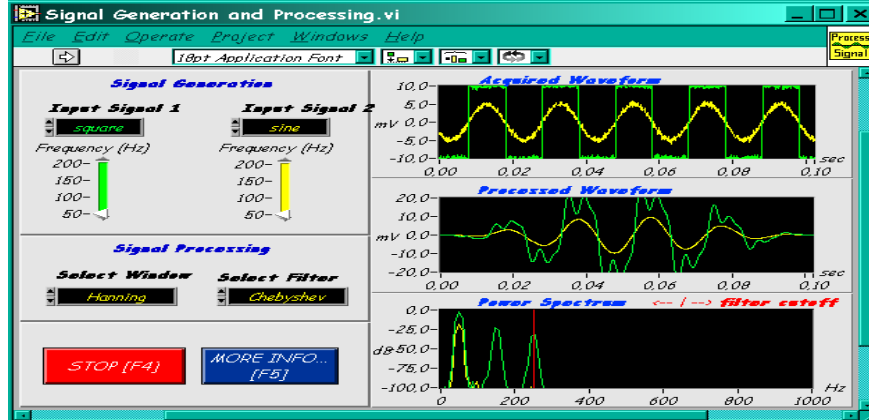 Signal Generation and Processing.vi
File Edit Operate Project Windows Help
18pt Application Font
Process
Signal
Signal Generation
Input Signal 1 Input Signal 2
square sine
Frequency (Hz) Frequency (Hz)
200- 200-
150- 150-
100- 100-
50- 50-
Signal Processing
Select Window Select Filter
Hanning Chebyshev
STOP [F4] MORE INFO...
[F5]
Acquired Waveform
10,0-
5,0-
mV 0,0-
-5,0-
-10,0-
sec
0,00 0,02 0,04 0,06 0,08 0,10
Processed Waveform
20,0-
10,0-
mV 0,0-
-10,0-
-20,0-
sec
0,00 0,02 0,04 0,06 0,08 0,10
Power Spectrum <-- / --> filter cutoff
0,0-
-25,0-
dB-50,0-
-75,0-
-100,0-
Hz
0 200 400 600 800 1000